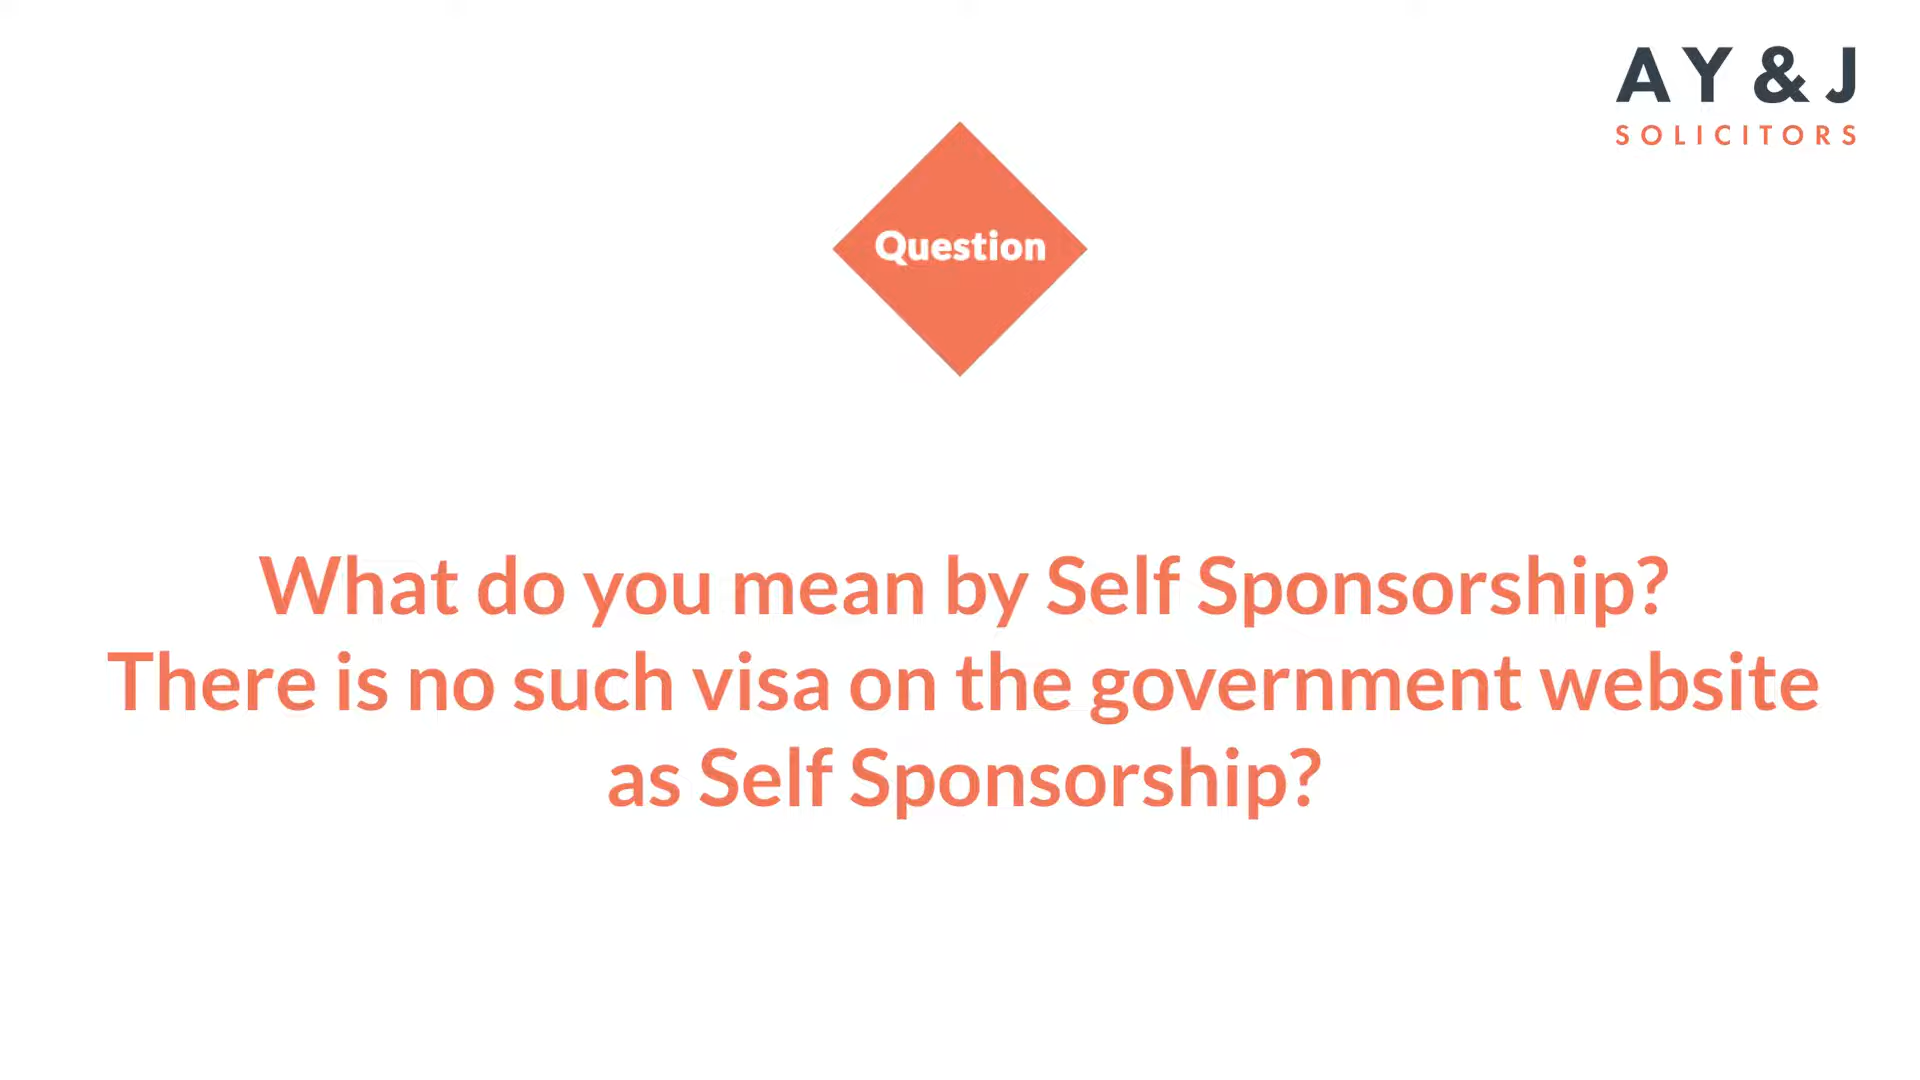 AY&J
SOLICITORS
Question
What do you mean by Self Sponsorship?
There is no such visa on the government website
as Self Sponsorship?